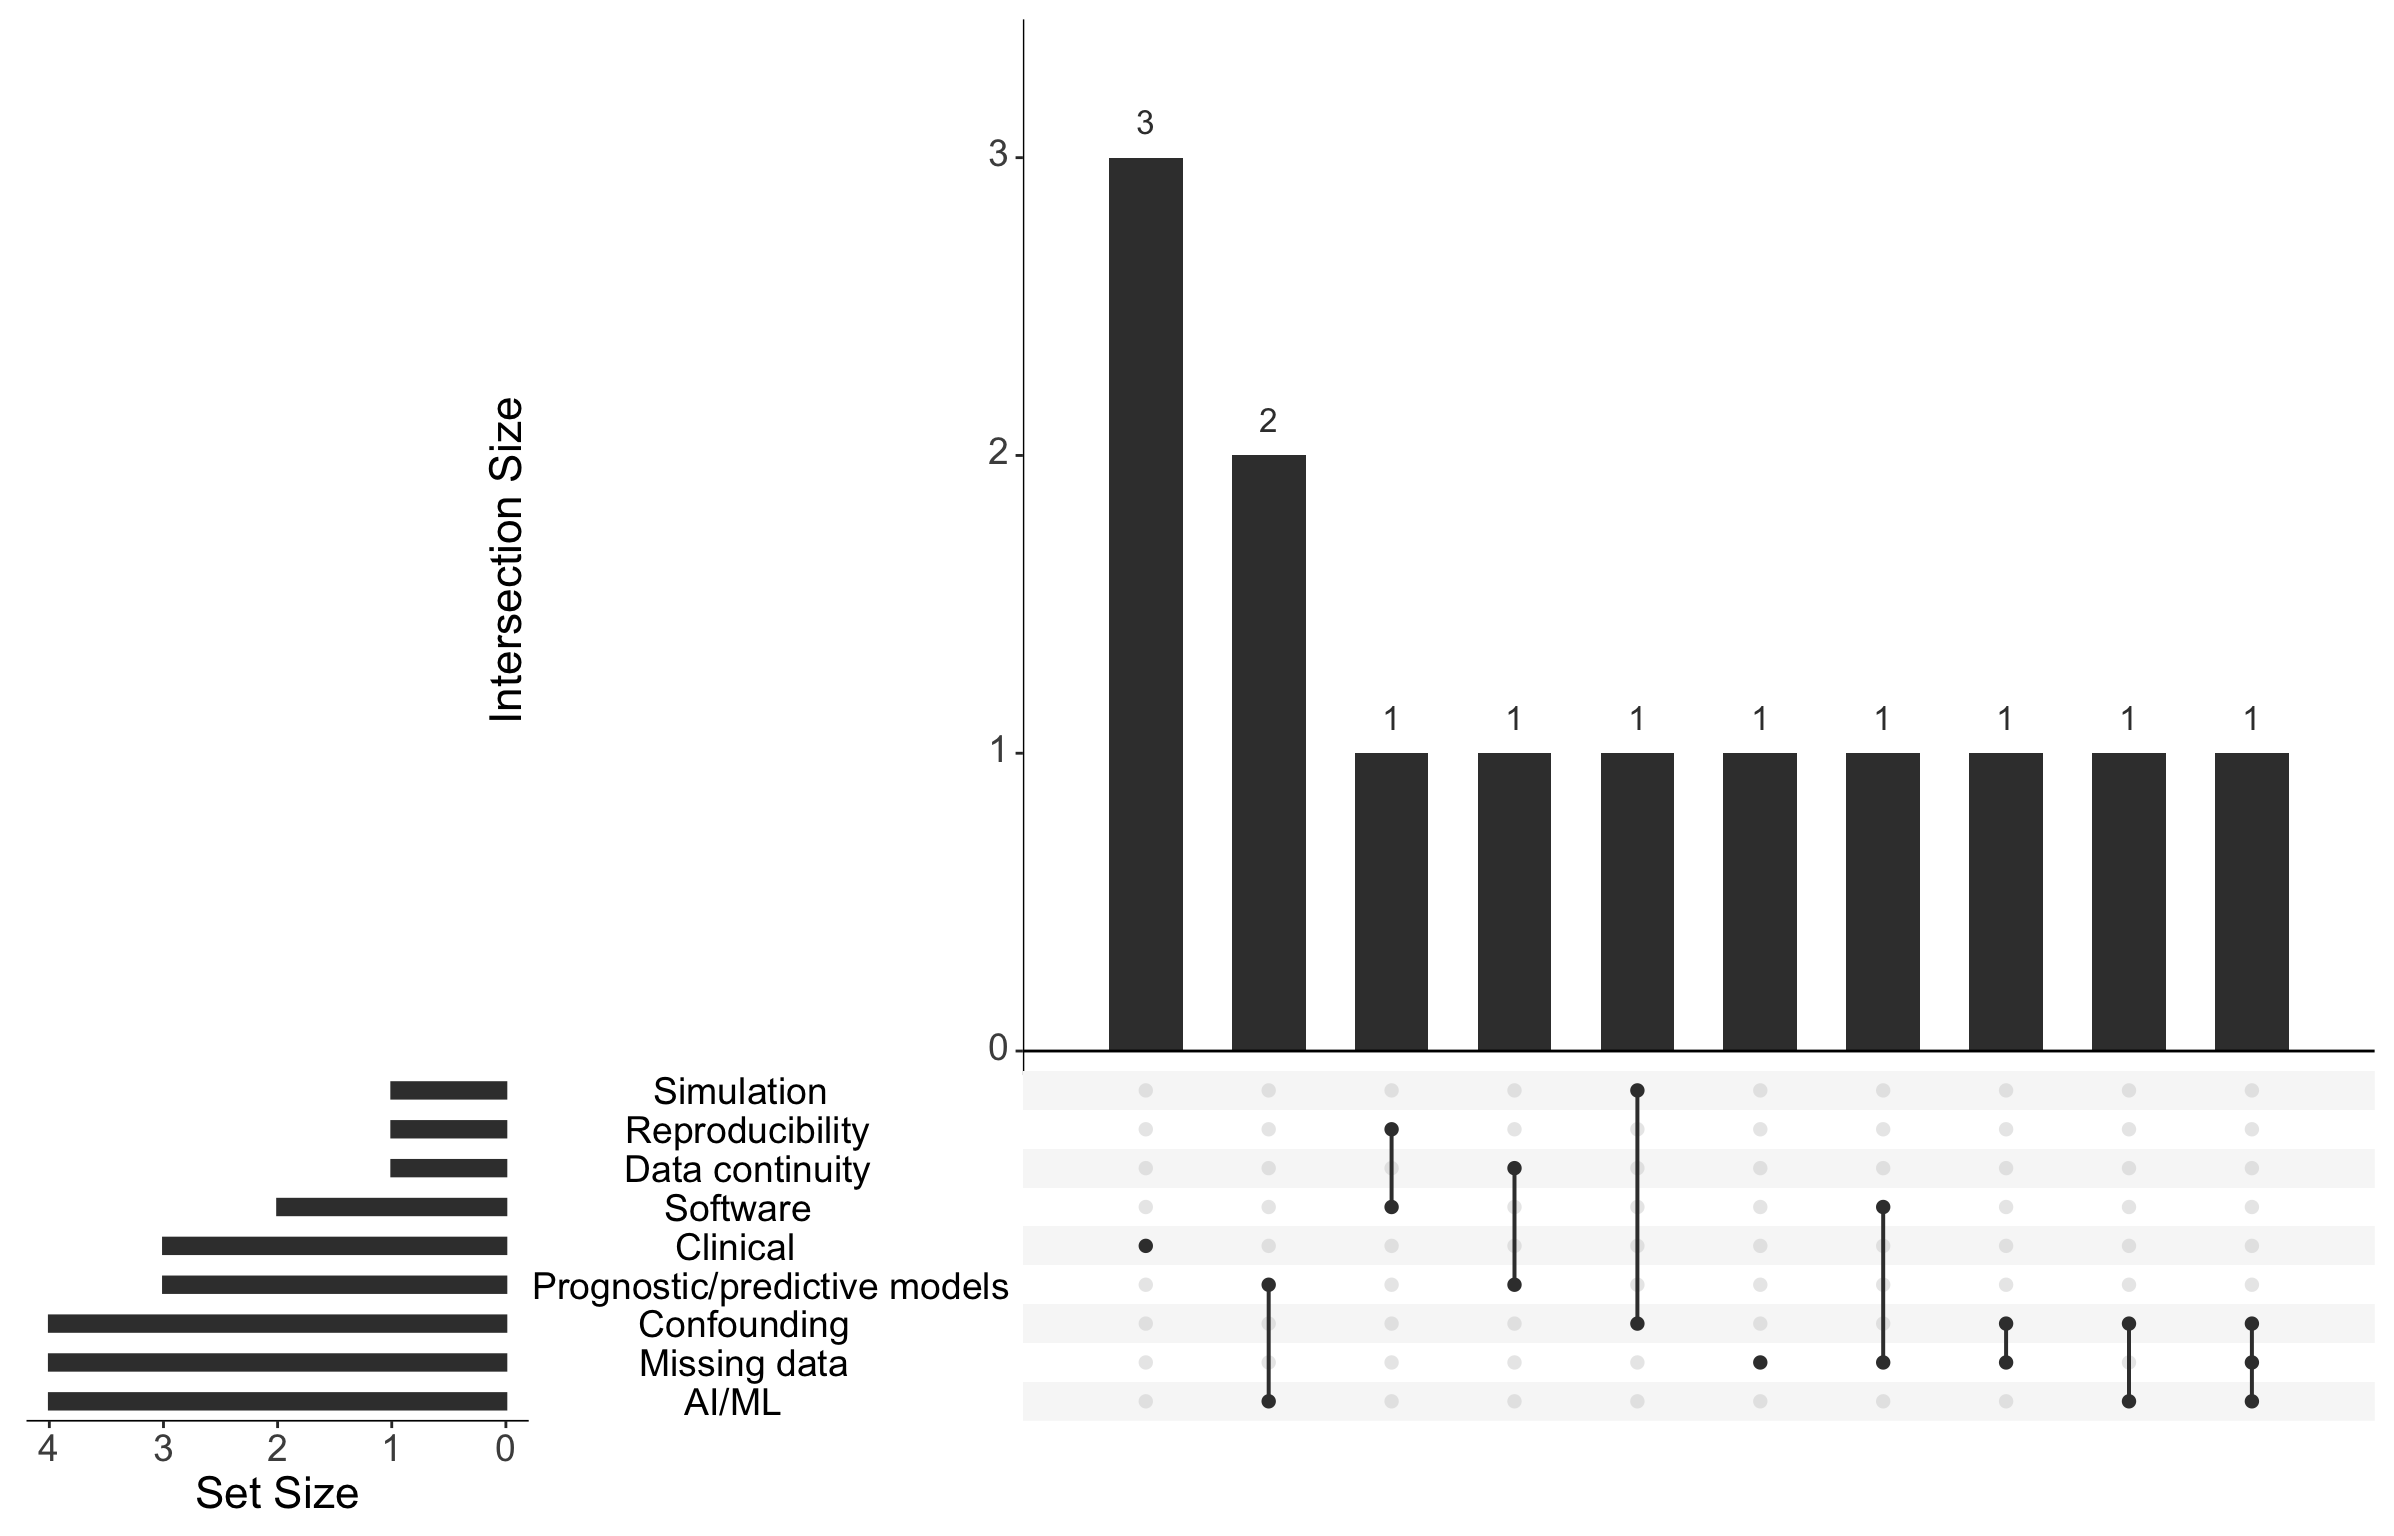 3
2
1
0
Intersection Size
3
2
1
1
1
1
1
1
1
1
Simulation
Reproducibility
Data continuity
Software
Clinical
Prognostic/predictive models
Confounding
Missing data
AI/ML
4 3 2 1 0
Set Size